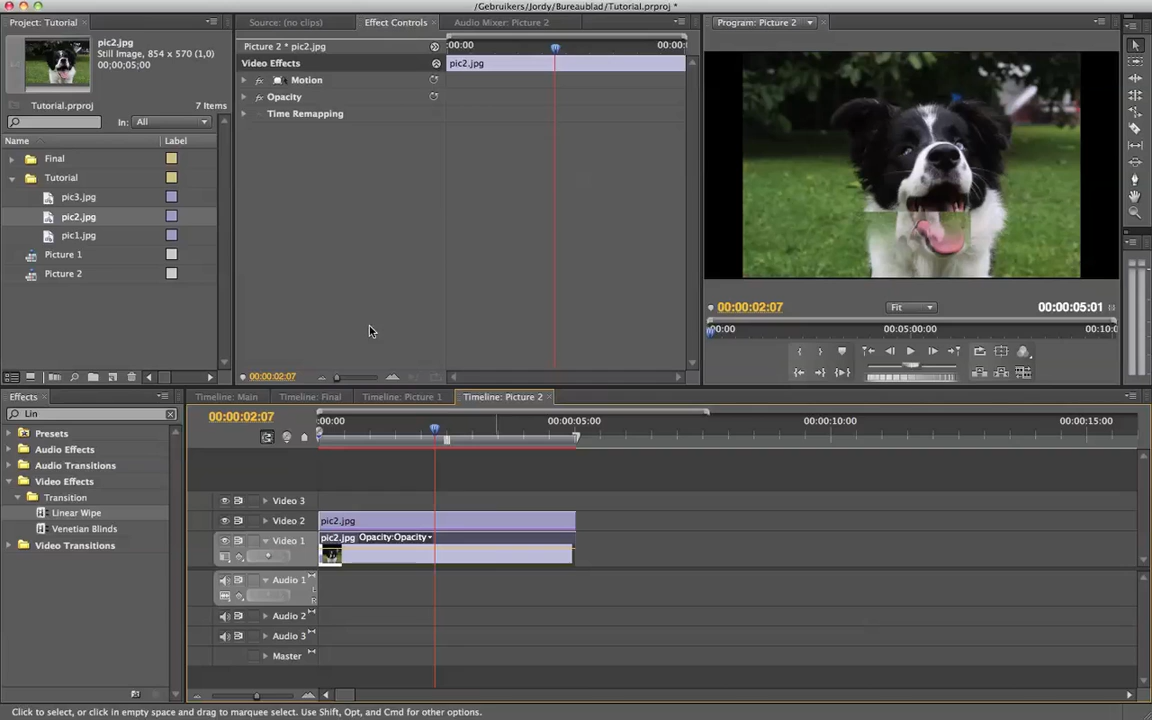 /Gebruikers/Jordy/Bureaublad/Tutorial.prproj *
Project: Tutorial
Source: (no clips)
Effect Controls
Audio Mixer: Picture 2
Program: Picture 2
pic2.jpg
Still Image, 854 x 570 (1,0)
00;00;05;00
Tutorial.prproj
7 Items
In: All
Name
Label
Final
Tutorial
pic3.jpg
pic2.jpg
pic1.jpg
Picture 1
Picture 2
Picture 2 * pic2.jpg
:00:00
00:00:
Video Effects
pic2.jpg
Motion
Opacity
Time Remapping
00:00:02:07
00:00:02:07
Fit
00:00:05:01
00:00
00:05:00:00
00:10:
Effects
Lin
Presets
Audio Effects
Audio Transitions
Video Effects
Transition
Linear Wipe
Venetian Blinds
Video Transitions
Timeline: Main
Timeline: Final
Timeline: Picture 1
Timeline: Picture 2
00:00:02:07
:00:00
00:00:05:00
00:00:10:00
00:00:15:00
Video 3
Video 2
pic2.jpg
Video 1
pic2.jpg Opacity:Opacity
Audio 1
L
R
Audio 2
Audio 3
Master
Click to select, or click in empty space and drag to marquee select. Use Shift, Opt, and Cmd for other options.